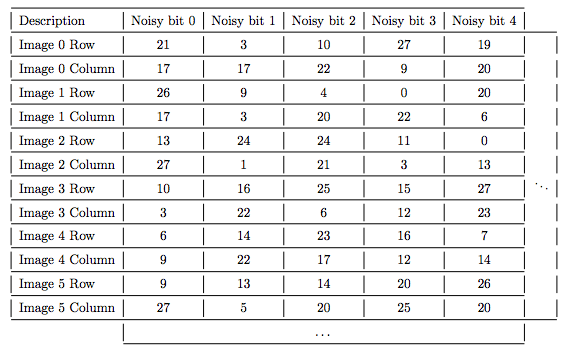 Description Noisy bit 0 Noisy bit 1 Noisy bit 2 Noisy bit 3 Noisy bit 4
Image 0 Row 21 3 10 27 19
Image 0 Column 17 17 22 9 20
Image 1 Row 26 9 4 0 20
Image 1 Column 17 3 20 22 6
Image 2 Row 13 24 24 11 0
Image 2 Column 27 1 21 3 13
Image 3 Row 10 16 25 15 27
Image 3 Column 3 22 6 12 23
Image 4 Row 6 14 23 16 7
Image 4 Column 9 22 17 12 14
Image 5 Row 9 13 14 20 26
Image 5 Column 27 5 20 25 20
⋱
...